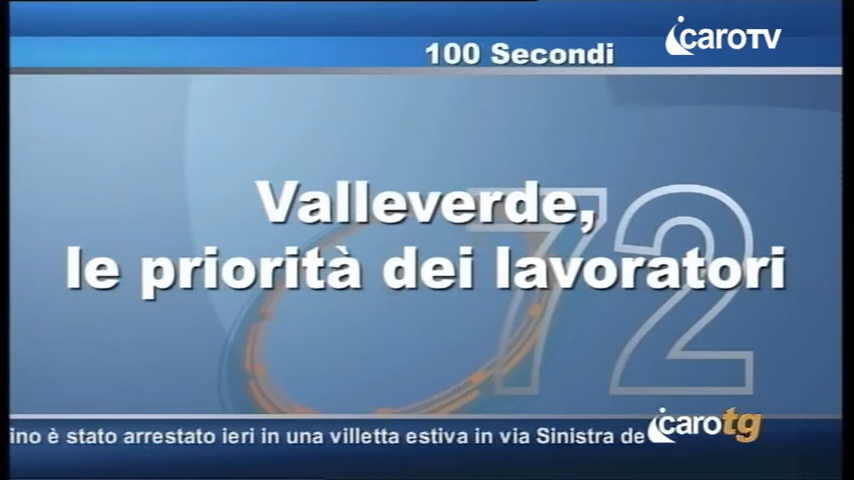 icaroTV
100 Secondi
72
Valleverde,
le priorità dei lavoratori
ino è stato arrestato ieri in una villetta estiva in via Sinistra de
icarotg